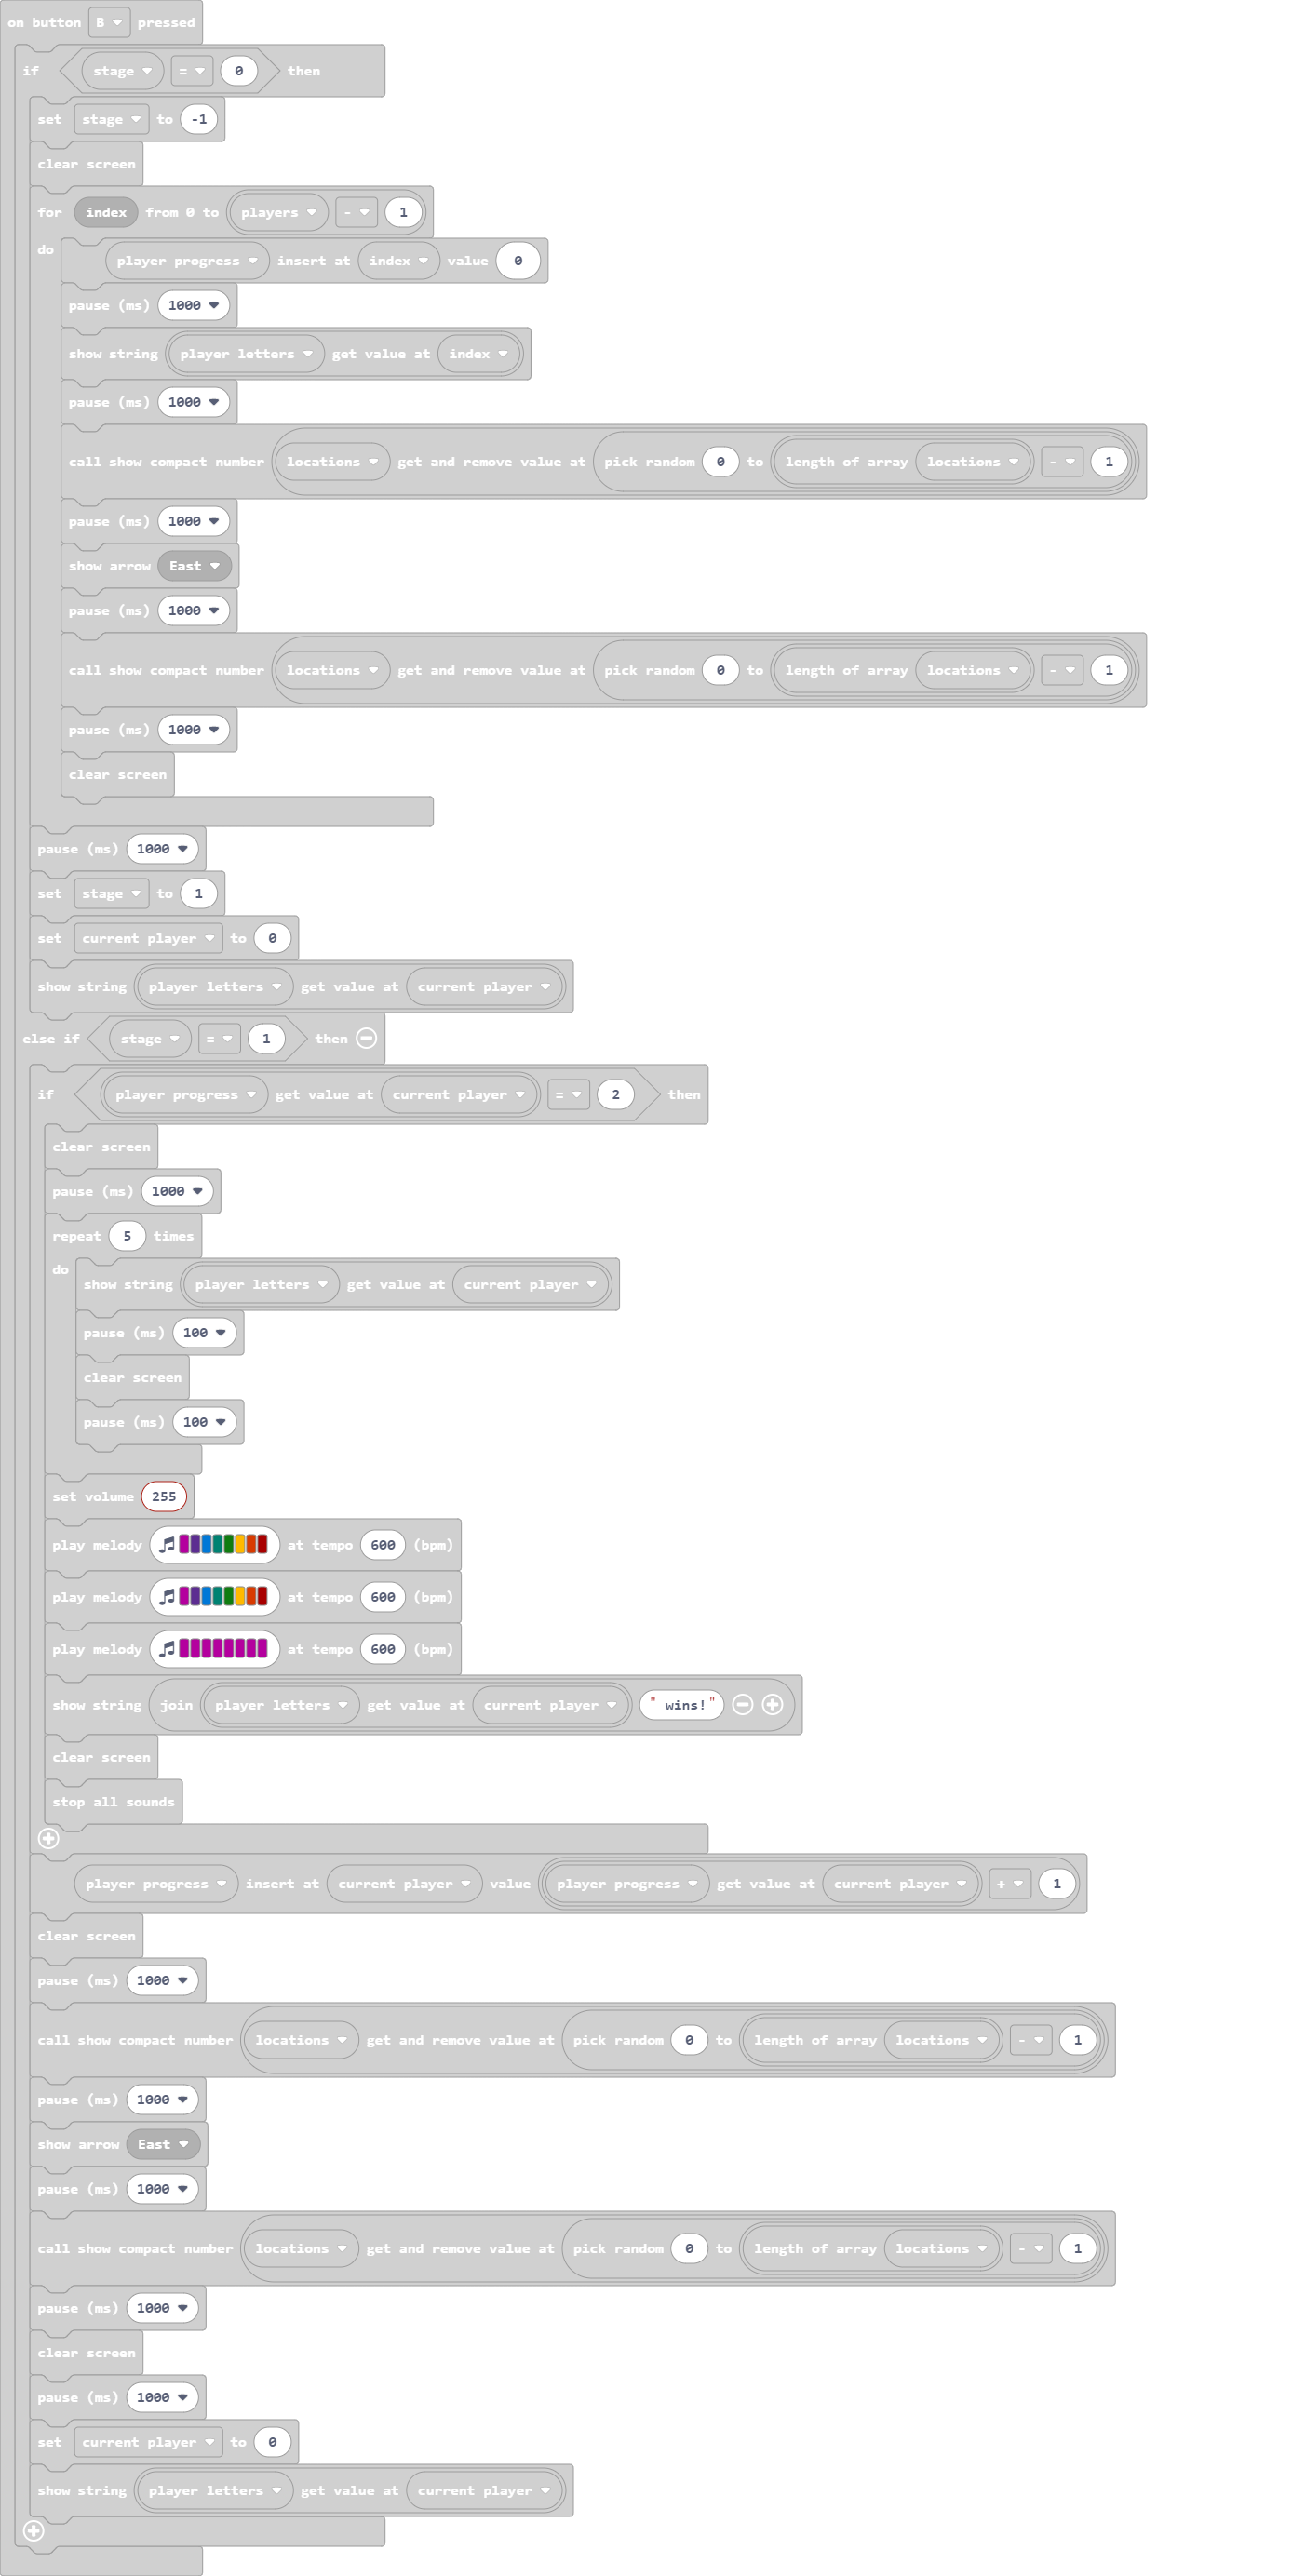 on button B pressed
if stage = 0 then
set stage to -1
clear screen
for index from 0 to players - 1
do
player progress insert at index value 0
pause (ms) 1000
show string player letters get value at index
pause (ms) 1000
call show compact number locations get and remove value at pick random 0 to length of array locations - 1
pause (ms) 1000
show arrow East
pause (ms) 1000
call show compact number locations get and remove value at pick random 0 to length of array locations - 1
pause (ms) 1000
clear screen
pause (ms) 1000
set stage to 1
set current player to 0
show string player letters get value at current player
else if stage = 1 then
if player progress get value at current player = 2 then
clear screen
pause (ms) 1000
repeat 5 times
do
show string player letters get value at current player
pause (ms) 100
clear screen
pause (ms) 100
set volume 255
play melody at tempo 600 (bpm)
play melody at tempo 600 (bpm)
play melody at tempo 600 (bpm)
show string join player letters get value at current player " wins!"
clear screen
stop all sounds
player progress insert at current player value player progress get value at current player + 1
clear screen
pause (ms) 1000
call show compact number locations get and remove value at pick random 0 to length of array locations - 1
pause (ms) 1000
show arrow East
pause (ms) 1000
call show compact number locations get and remove value at pick random 0 to length of array locations - 1
pause (ms) 1000
clear screen
pause (ms) 1000
set current player to 0
show string player letters get value at current player